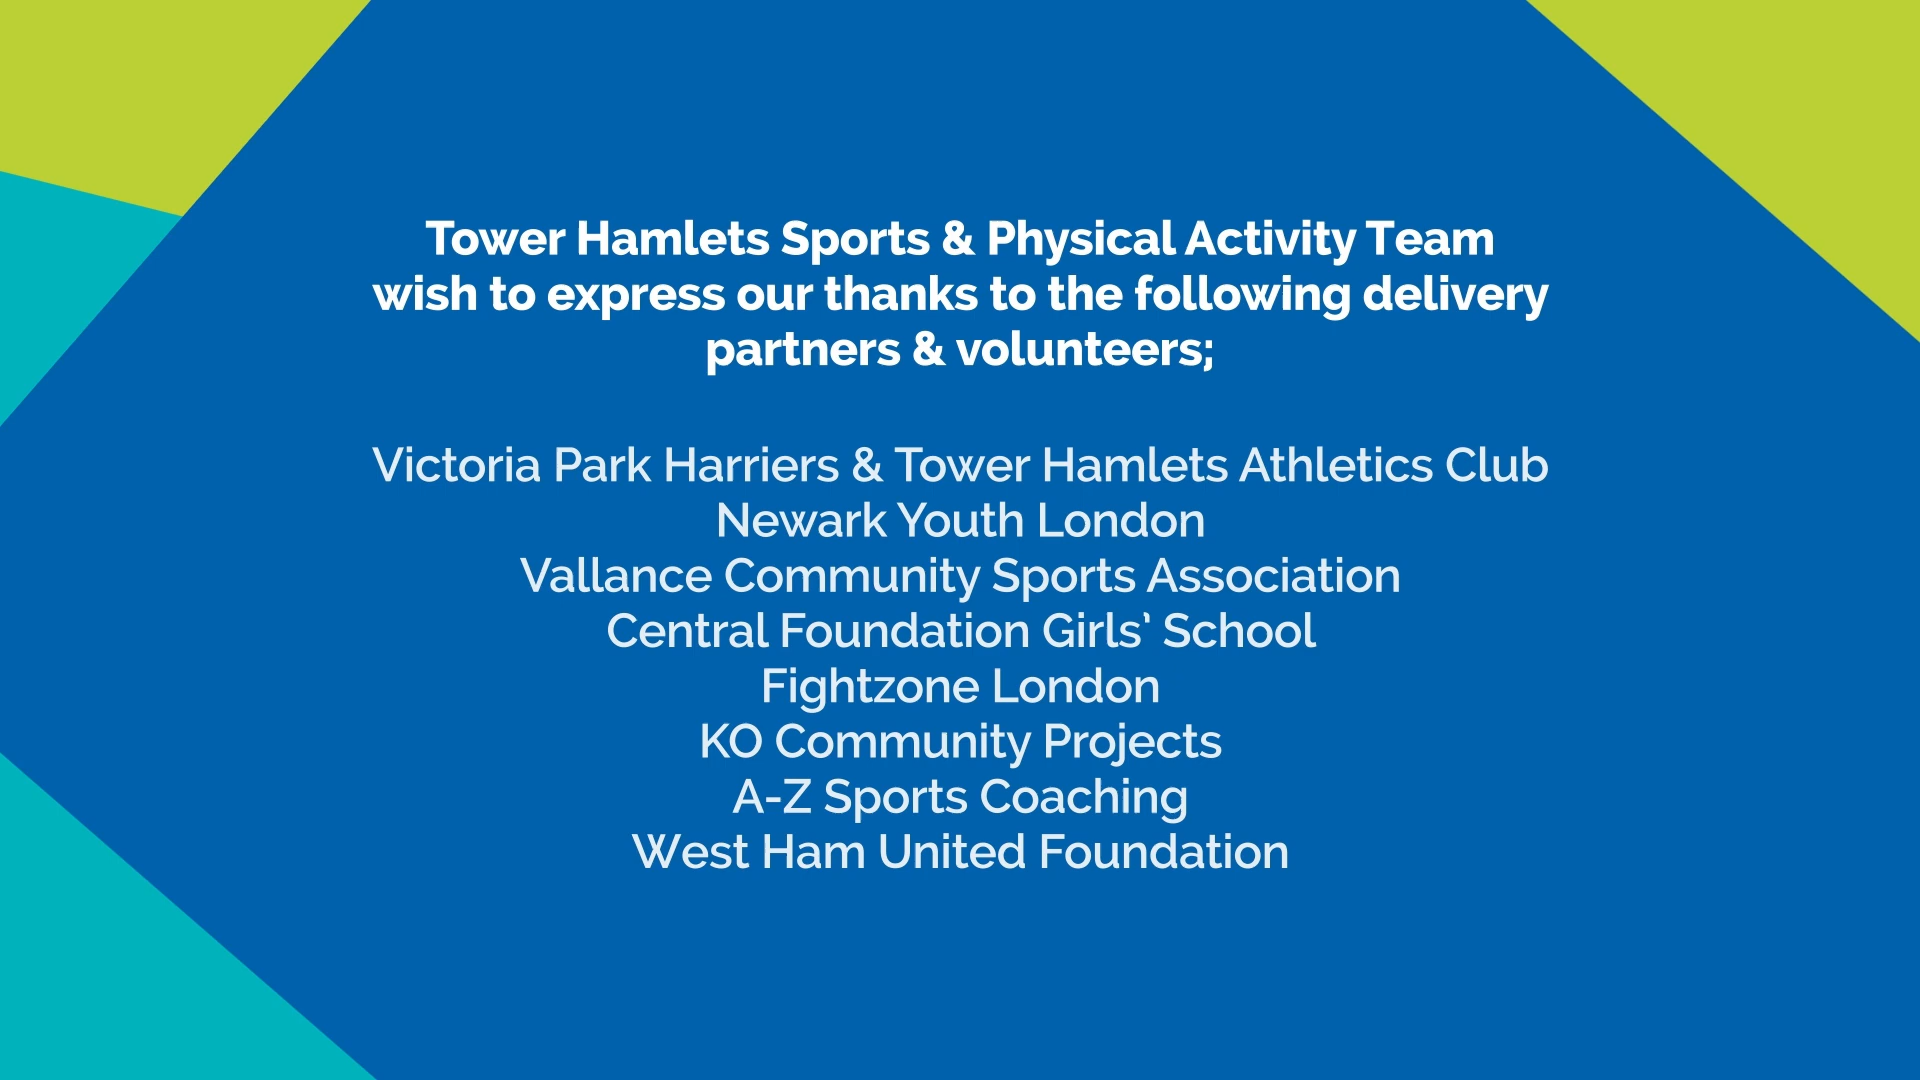 Tower Hamlets Sports & Physical Activity Team
wish to express our thanks to the following delivery
partners & volunteers;
Victoria Park Harriers & Tower Hamlets Athletics Club
Newark Youth London
Vallance Community Sports Association
Central Foundation Girls’ School
Fightzone London
KO Community Projects
A-Z Sports Coaching
West Ham United Foundation